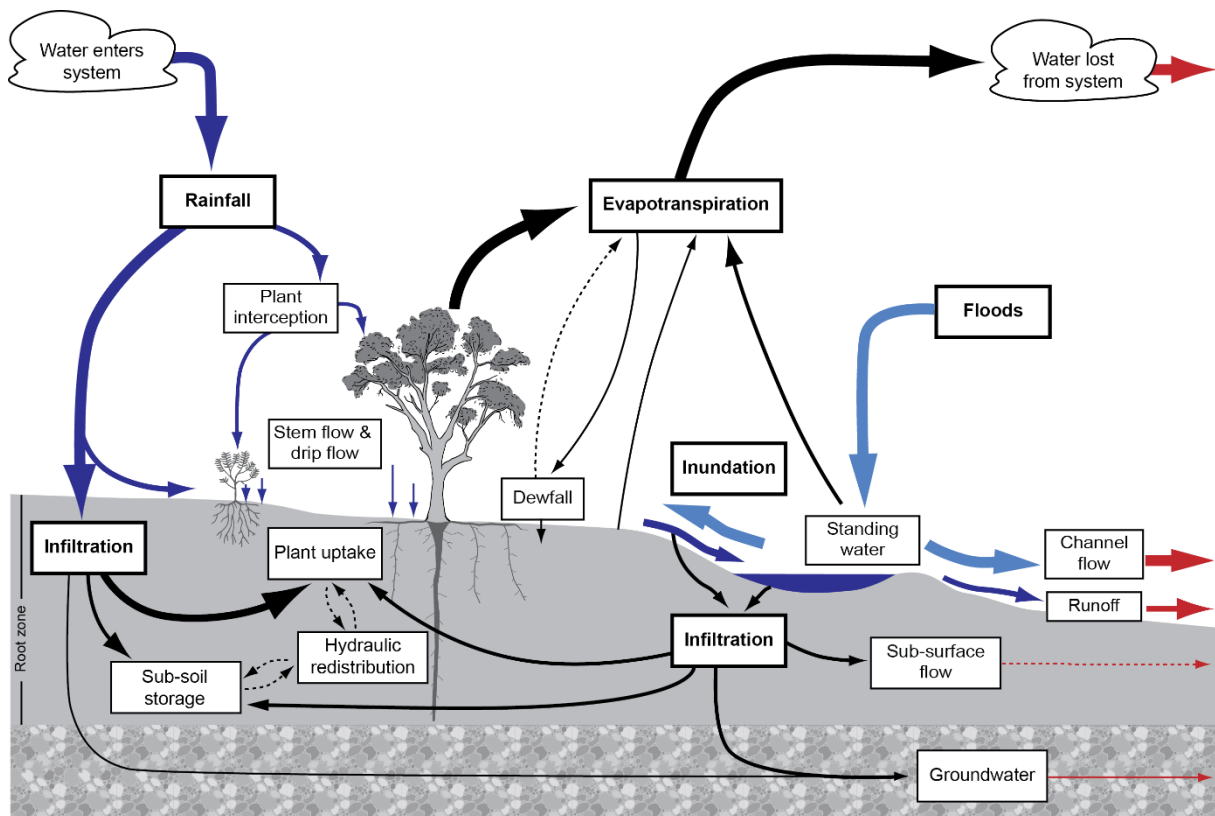 Water enters
system
Water lost
from system
Rainfall
Evapotranspiration
Plant
interception
Floods
Stem flow &
drip flow
Inundation
Dewfall
Standing
water
Infiltration
Plant uptake
Channel
flow
Runoff
Root zone
Hydraulic
redistribution
Infiltration
Sub-surface
flow
Sub-soil
storage
Groundwater